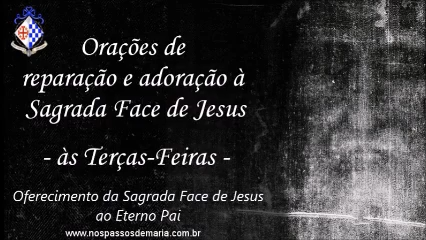 Orações de
reparação e adoração à
Sagrada Face de Jesus
- às Terças-Feiras -
Oferecimento da Sagrada Face de Jesus
ao Eterno Pai
www.nospassosdemaria.com.br